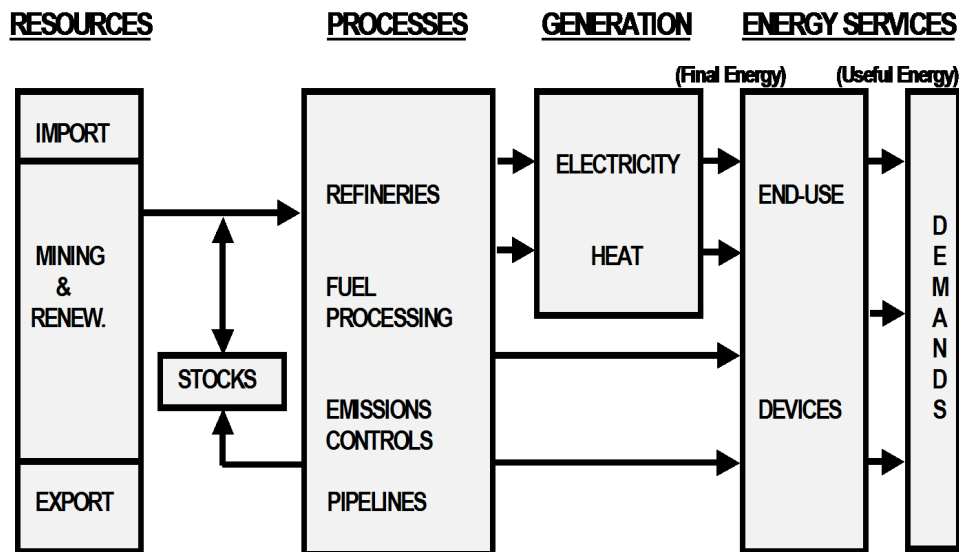 RESOURCES
PROCESSES
GENERATION
ENERGY SERVICES
(Final Energy)
(Useful Energy)
IMPORT
MINING
&
RENEW.
EXPORT
STOCKS
REFINERIES
FUEL
PROCESSING
EMISSIONS
CONTROLS
PIPELINES
ELECTRICITY
HEAT
END-USE
DEVICES
D
E
M
A
N
D
S